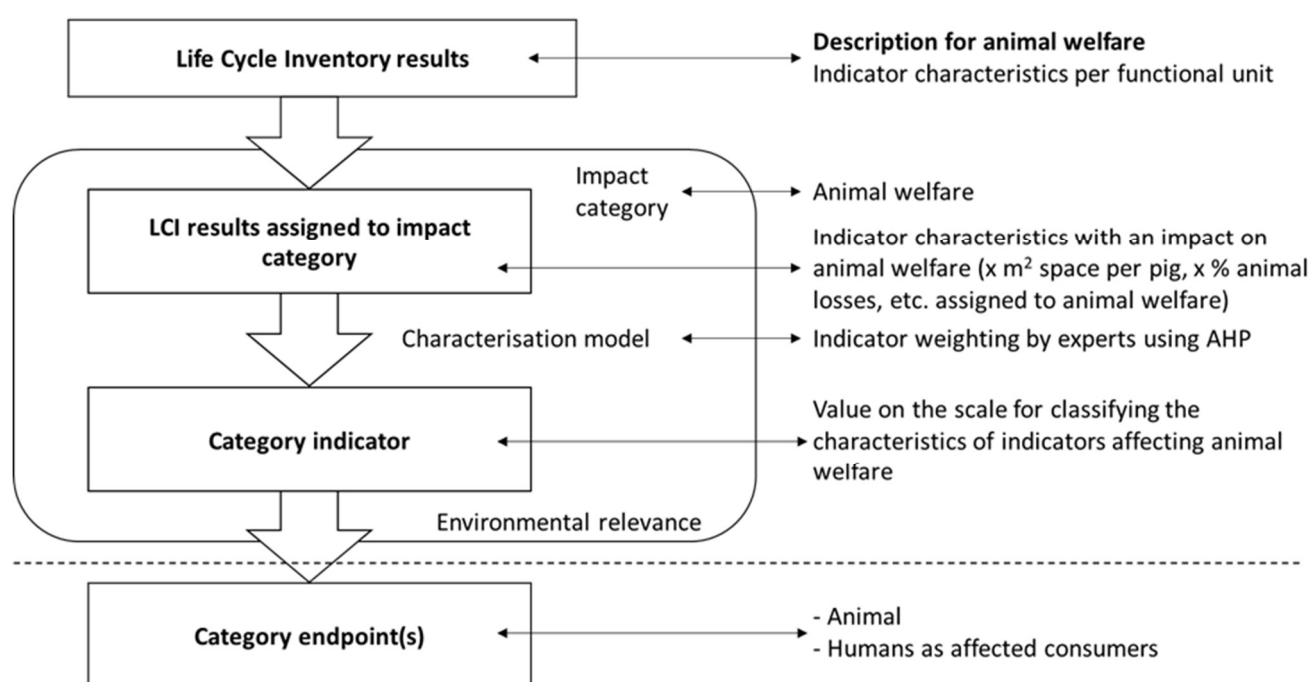 Life Cycle Inventory results
Description for animal welfare
Indicator characteristics per functional unit
Impact
category
Animal welfare
LCI results assigned to impact
category
Indicator characteristics with an impact on
animal welfare (x m² space per pig, x % animal
losses, etc. assigned to animal welfare)
Characterisation model
Indicator weighting by experts using AHP
Category indicator
Value on the scale for classifying the
characteristics of indicators affecting animal
welfare
Environmental relevance
Category endpoint(s)
- Animal
- Humans as affected consumers